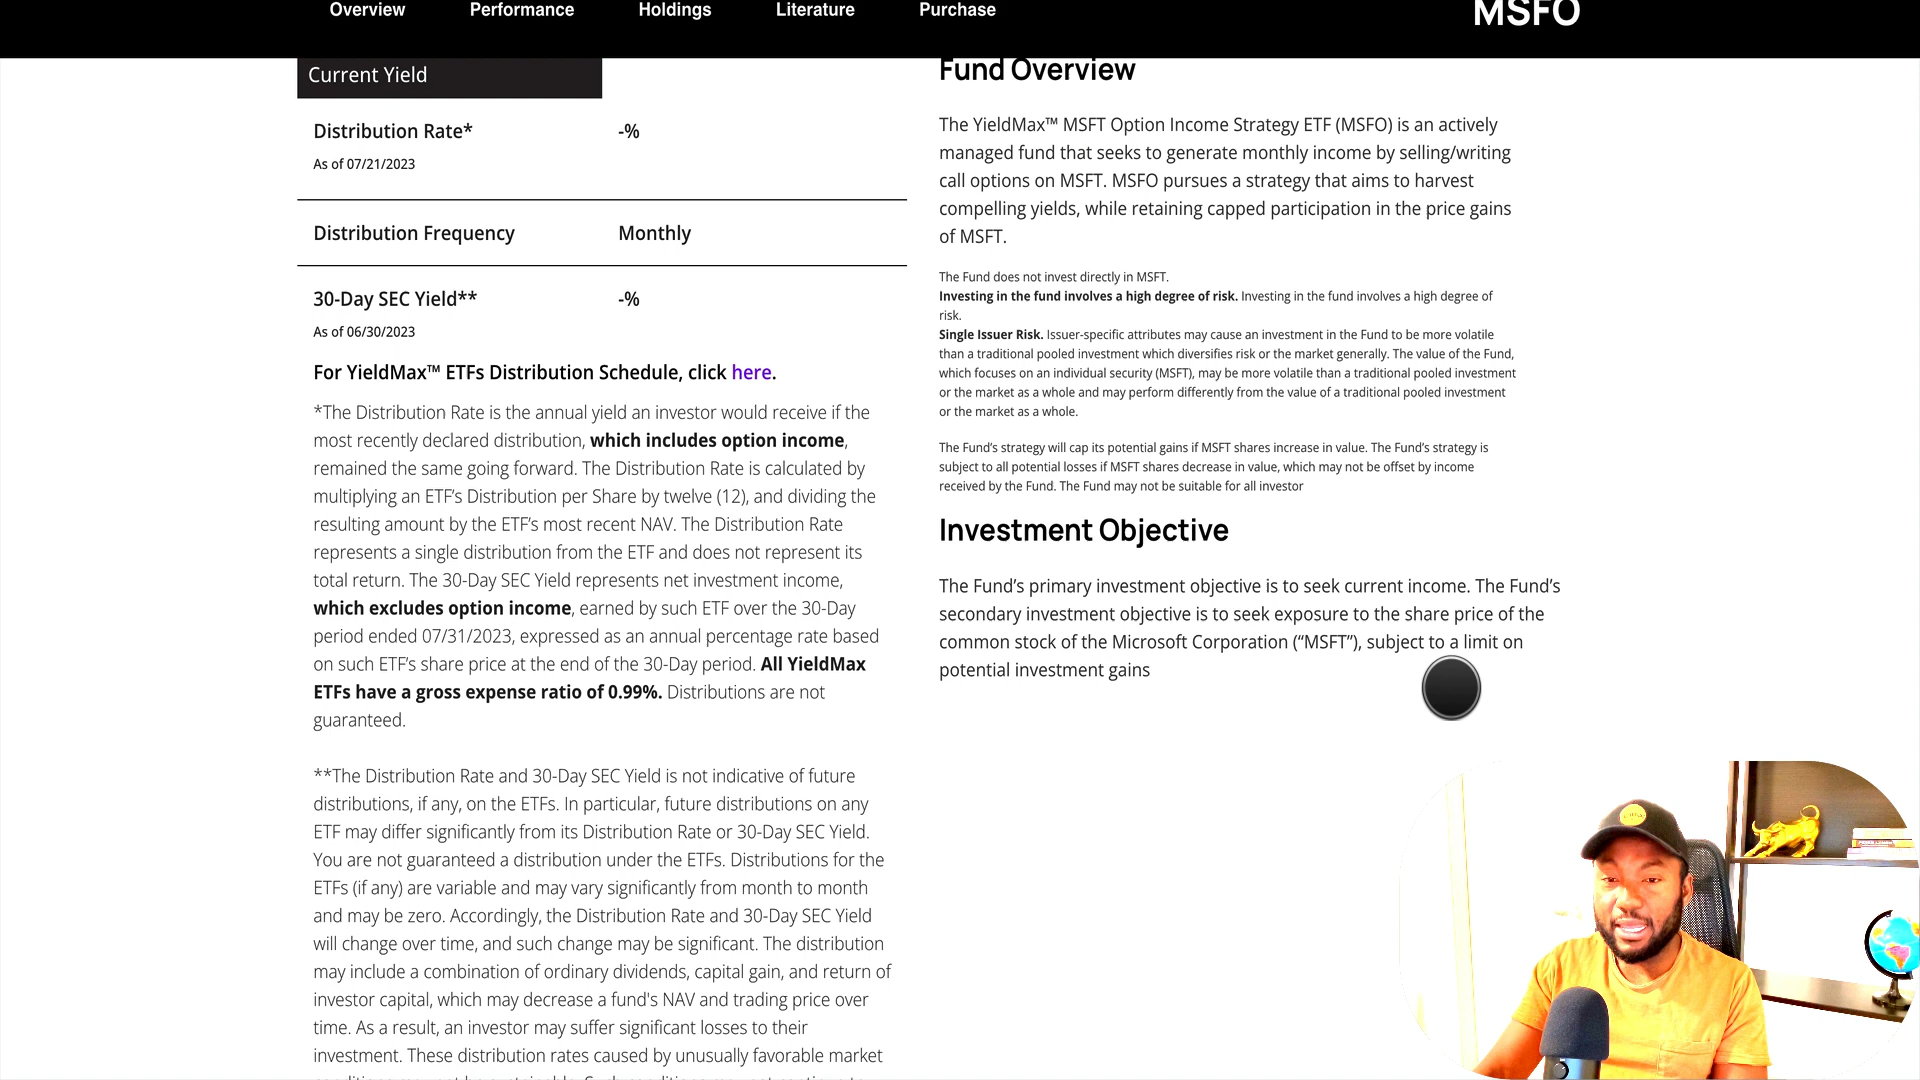 Overview Performance Holdings Literature Purchase MSFO
Current Yield
Distribution Rate* -%
As of 07/21/2023
Distribution Frequency Monthly
30-Day SEC Yield** -%
As of 06/30/2023
For YieldMax™ ETFs Distribution Schedule, click here.
*The Distribution Rate is the annual yield an investor would receive if the
most recently declared distribution, which includes option income,
remained the same going forward. The Distribution Rate is calculated by
multiplying an ETF’s Distribution per Share by twelve (12), and dividing the
resulting amount by the ETF’s most recent NAV. The Distribution Rate
represents a single distribution from the ETF and does not represent its
total return. The 30-Day SEC Yield represents net investment income,
which excludes option income, earned by such ETF over the 30-Day
period ended 07/31/2023, expressed as an annual percentage rate based
on such ETF’s share price at the end of the 30-Day period. All YieldMax
ETFs have a gross expense ratio of 0.99%. Distributions are not
guaranteed.
**The Distribution Rate and 30-Day SEC Yield is not indicative of future
distributions, if any, on the ETFs. In particular, future distributions on any
ETF may differ significantly from its Distribution Rate or 30-Day SEC Yield.
You are not guaranteed a distribution under the ETFs. Distributions for the
ETFs (if any) are variable and may vary significantly from month to month
and may be zero. Accordingly, the Distribution Rate and 30-Day SEC Yield
will change over time, and such change may be significant. The distribution
may include a combination of ordinary dividends, capital gain, and return of
investor capital, which may decrease a fund's NAV and trading price over
time. As a result, an investor may suffer significant losses to their
investment. These distribution rates caused by unusually favorable market
Fund Overview
The YieldMax™ MSFT Option Income Strategy ETF (MSFO) is an actively
managed fund that seeks to generate monthly income by selling/writing
call options on MSFT. MSFO pursues a strategy that aims to harvest
compelling yields, while retaining capped participation in the price gains
of MSFT.
The Fund does not invest directly in MSFT.
Investing in the fund involves a high degree of risk. Investing in the fund involves a high degree of
risk.
Single Issuer Risk. Issuer-specific attributes may cause an investment in the Fund to be more volatile
than a traditional pooled investment which diversifies risk or the market generally. The value of the Fund,
which focuses on an individual security (MSFT), may be more volatile than a traditional pooled investment
or the market as a whole and may perform differently from the value of a traditional pooled investment
or the market as a whole.
The Fund’s strategy will cap its potential gains if MSFT shares increase in value. The Fund’s strategy is
subject to all potential losses if MSFT shares decrease in value, which may not be offset by income
received by the Fund. The Fund may not be suitable for all investor
Investment Objective
The Fund’s primary investment objective is to seek current income. The Fund’s
secondary investment objective is to seek exposure to the share price of the
common stock of the Microsoft Corporation (“MSFT”), subject to a limit on
potential investment gains